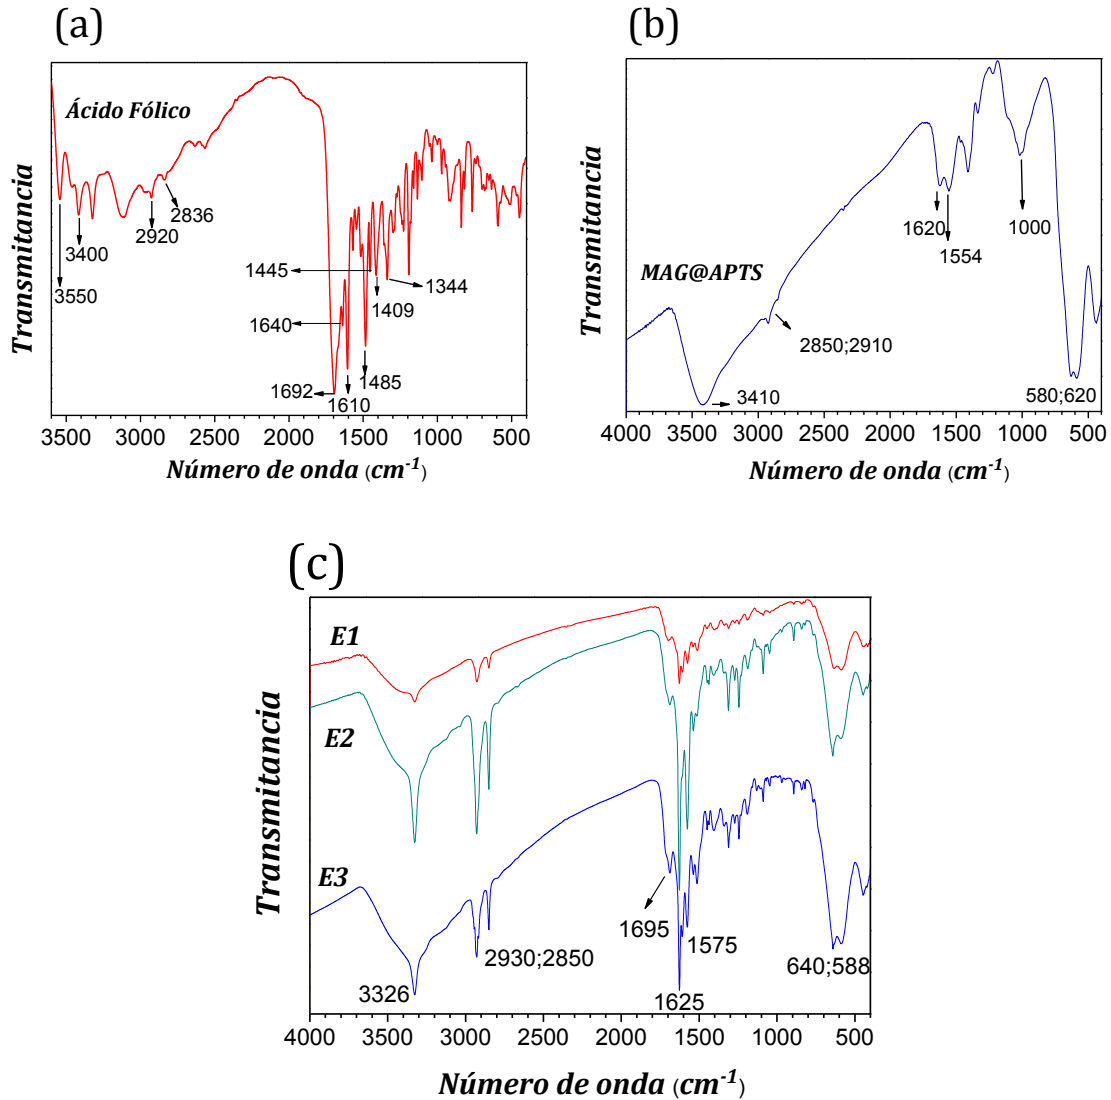 (a)
Ácido Fólico
3550
3400
2920
2836
1445
1640
1692
1610
1485
1409
1344
Transmitancia
3500 3000 2500 2000 1500 1000 500
Número de onda (cm-1)
(b)
MAG@APTS
3410
2850;2910
1620
1554
1000
580;620
Transmitancia
4000 3500 3000 2500 2000 1500 1000 500
Número de onda (cm-1)
(c)
E1
E2
E3
3326
2930;2850
1695
1625
1575
640;588
Transmitancia
4000 3500 3000 2500 2000 1500 1000 500
Número de onda (cm-1)